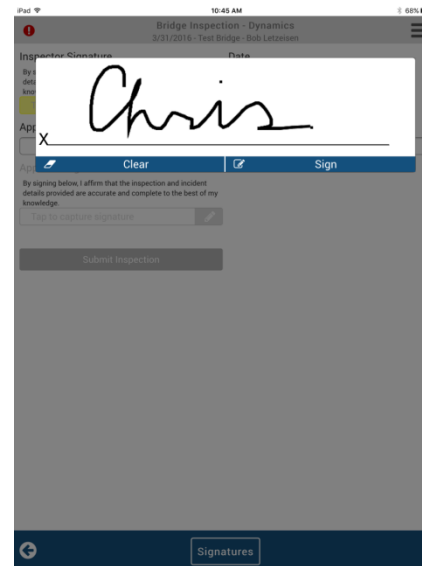 iPad 10:45 AM 68%
Bridge Inspection - Dynamics
3/31/2016 - Test Bridge - Bob Letzeisen
Inspector Signature Date
Chris
X
Clear Sign
By signing below, I affirm that the inspection and incident
details provided are accurate and complete to the best of my
knowledge.
Tap to capture signature
Submit Inspection
Signatures